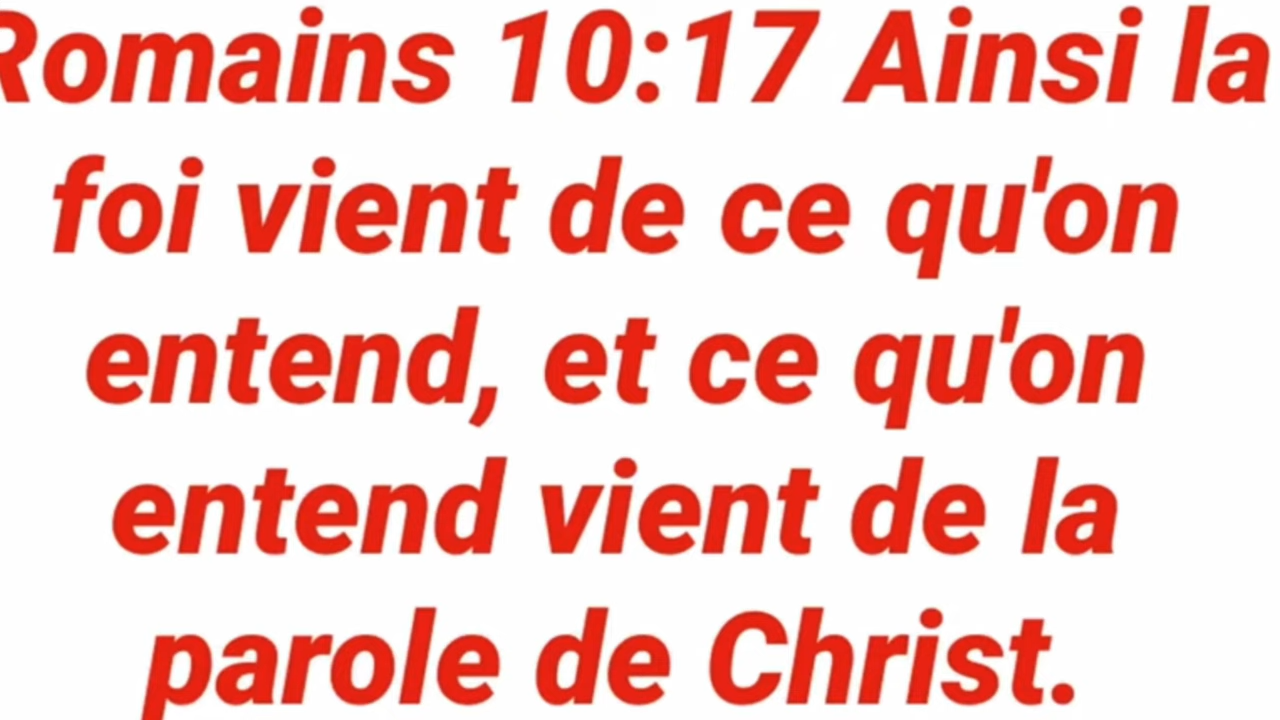 Romains 10:17 Ainsi la
foi vient de ce qu'on
entend, et ce qu'on
entend vient de la
parole de Christ.